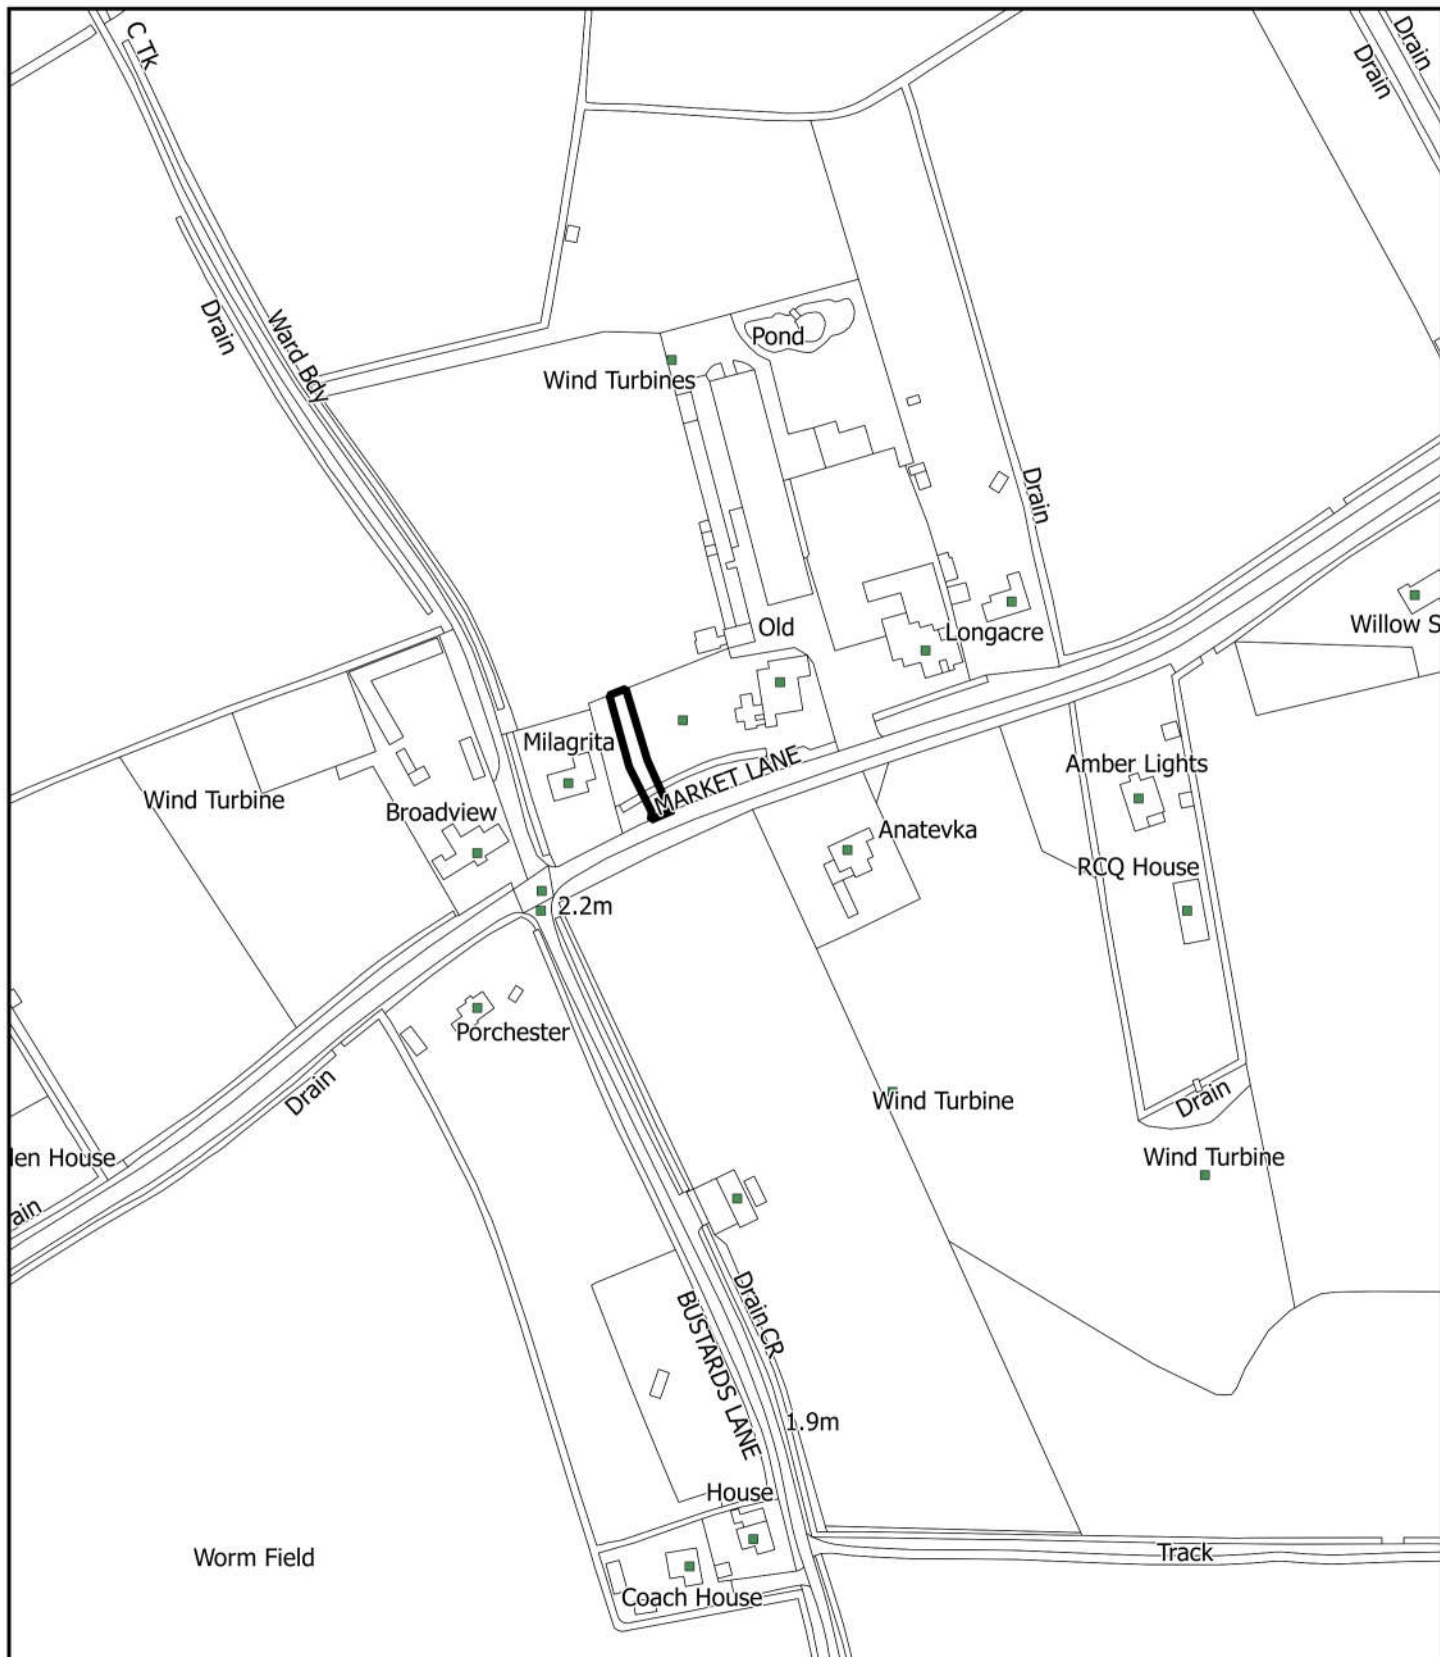 C Tk
Drain
Drain
Drain
Ward Bdy
Pond
Wind Turbines
Drain
Old
Longacre
Willow S
Milagrita
MARKET LANE
Amber Lights
Wind Turbine
Broadview
Anatevka
RCQ House
2.2m
Porchester
Drain
Wind Turbine
Drain
len House
Wind Turbine
ain
Drain
CR
BUSTARDS LANE
1.9m
House
Worm Field
Track
Coach House